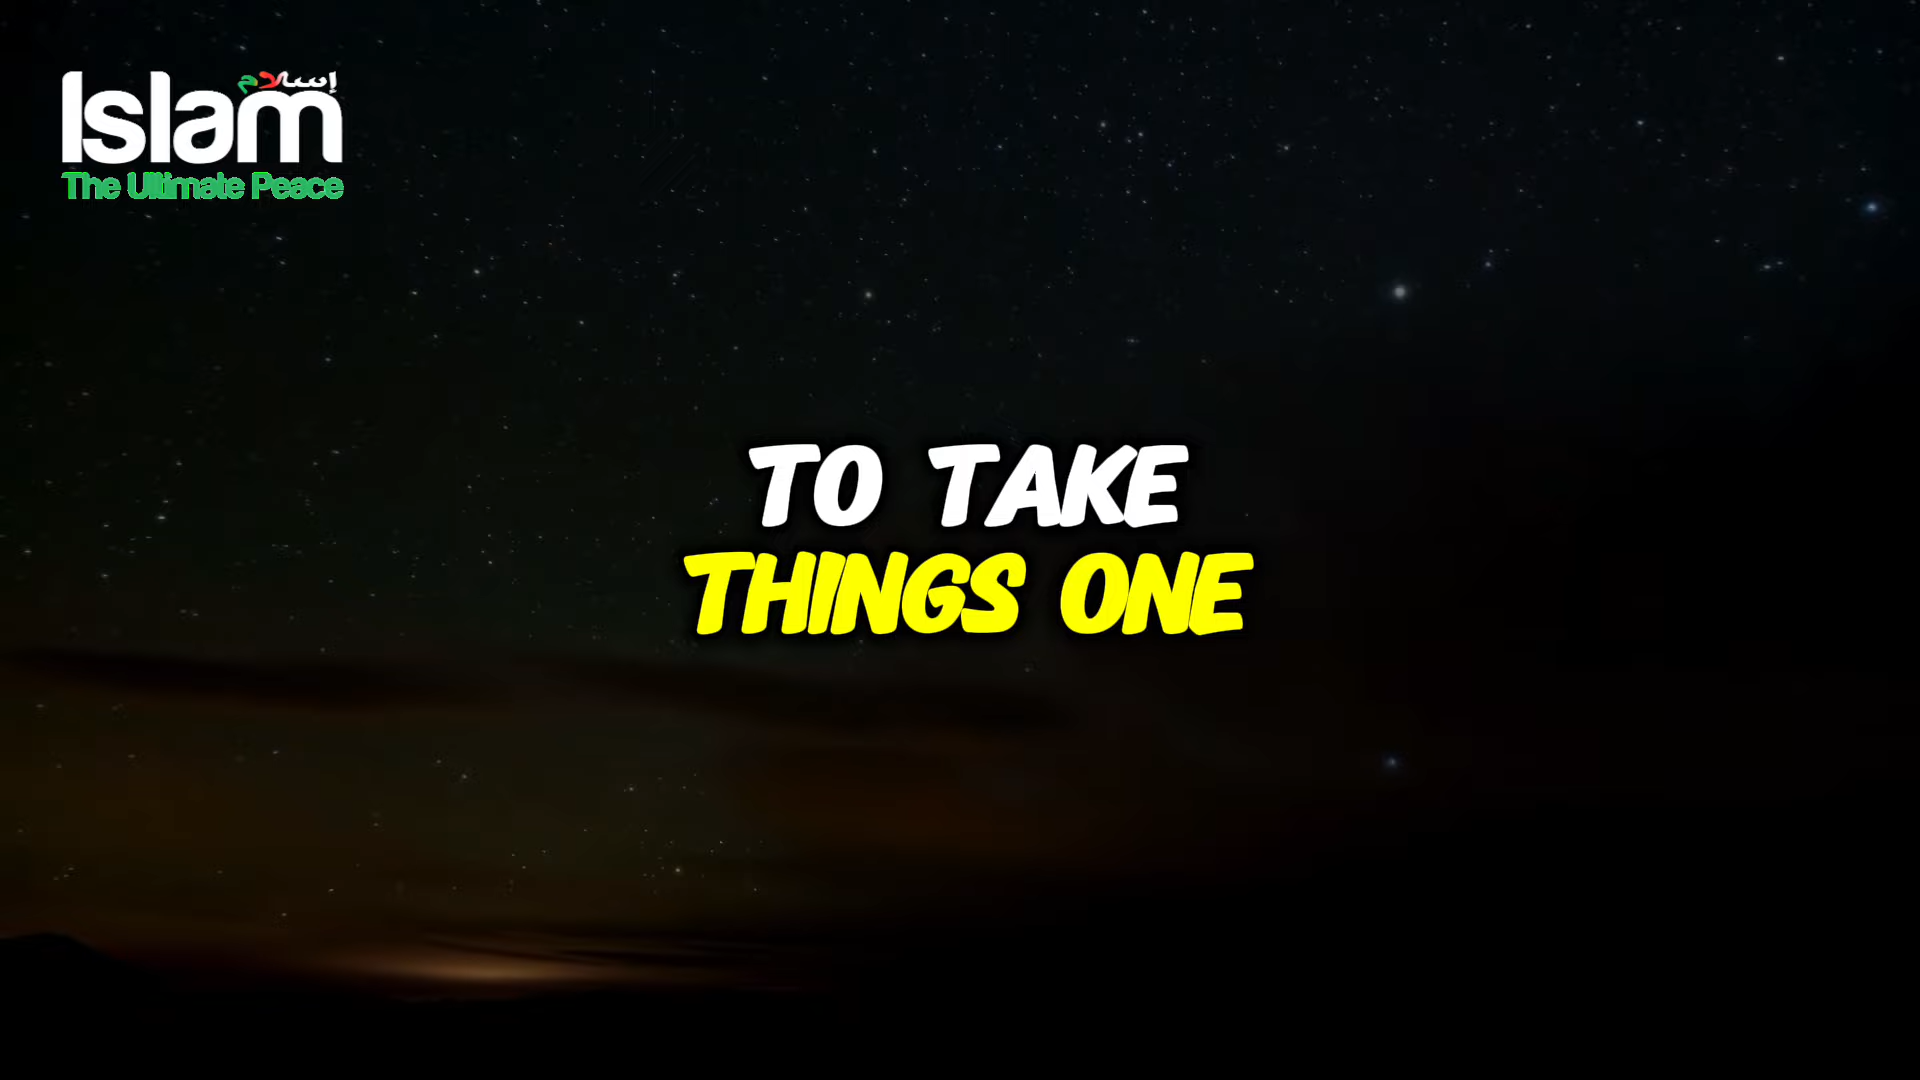 إسلام
Islam
The Ultimate Peace
TO TAKE
THINGS ONE